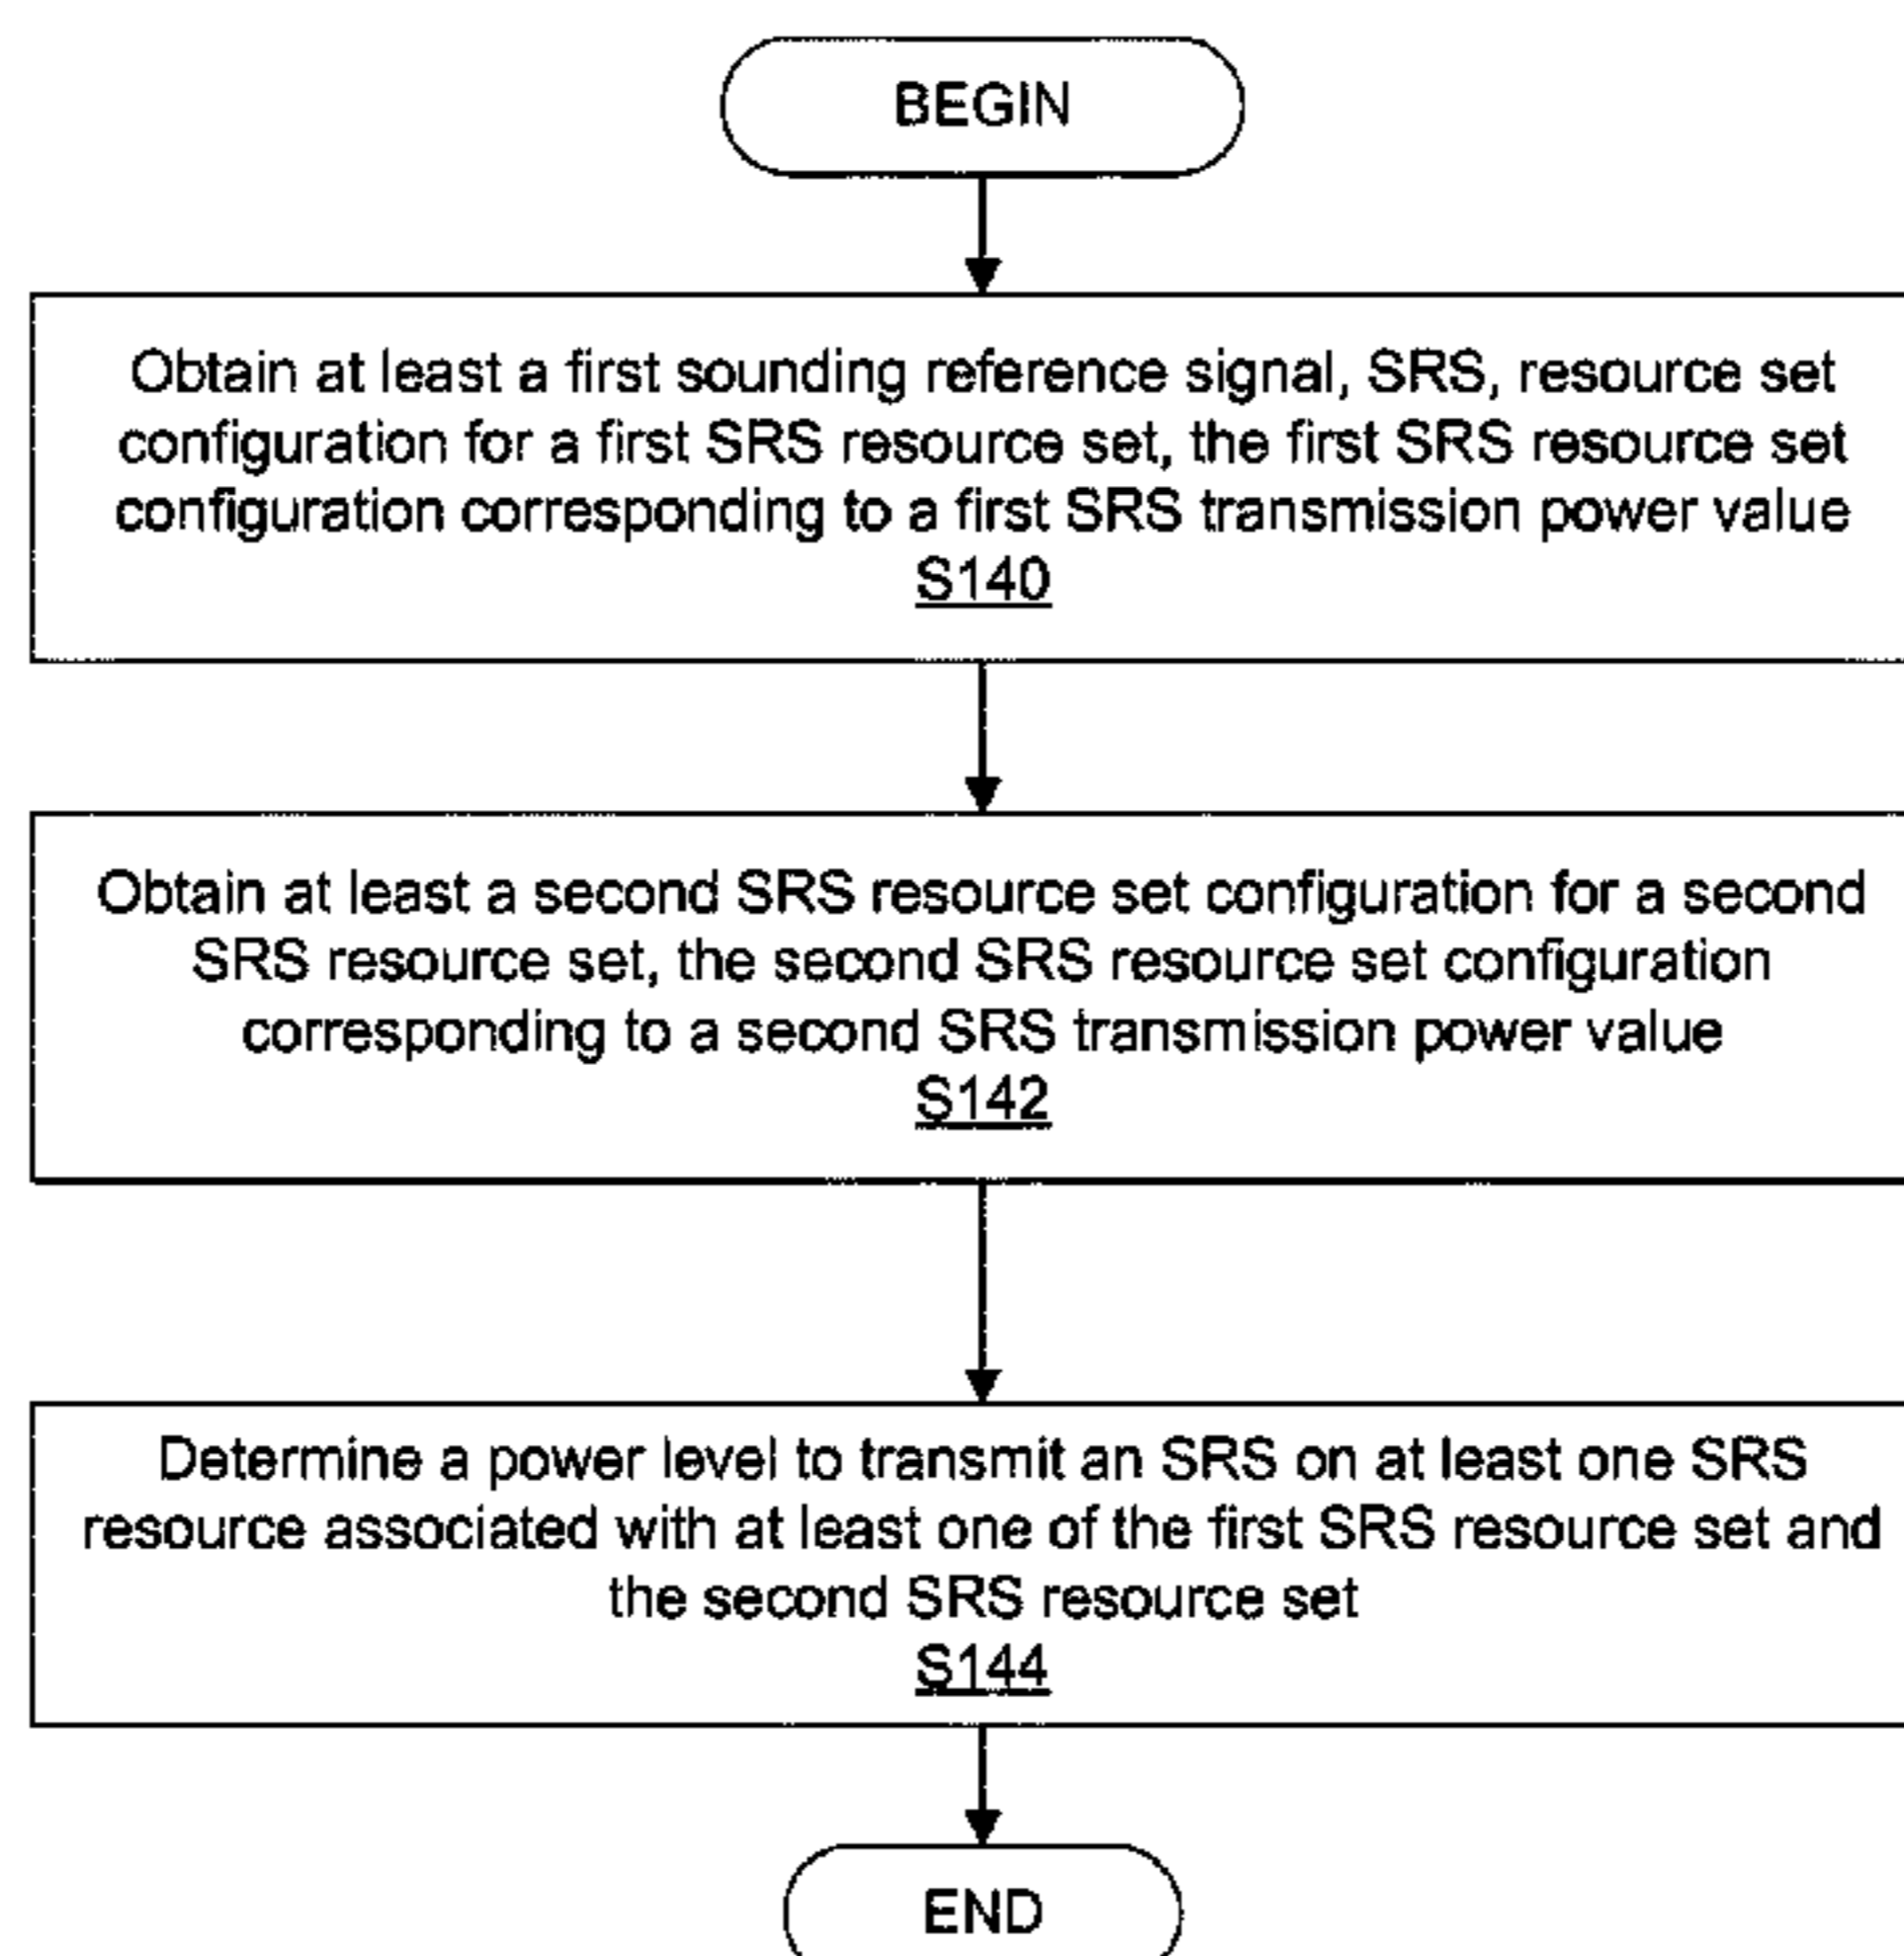 BEGIN
Obtain at least a first sounding reference signal, SRS, resource set
configuration for a first SRS resource set, the first SRS resource set
configuration corresponding to a first SRS transmission power value
S140
Obtain at least a second SRS resource set configuration for a second
SRS resource set, the second SRS resource set configuration
corresponding to a second SRS transmission power value
S142
Determine a power level to transmit an SRS on at least one SRS
resource associated with at least one of the first SRS resource set and
the second SRS resource set
S144
END